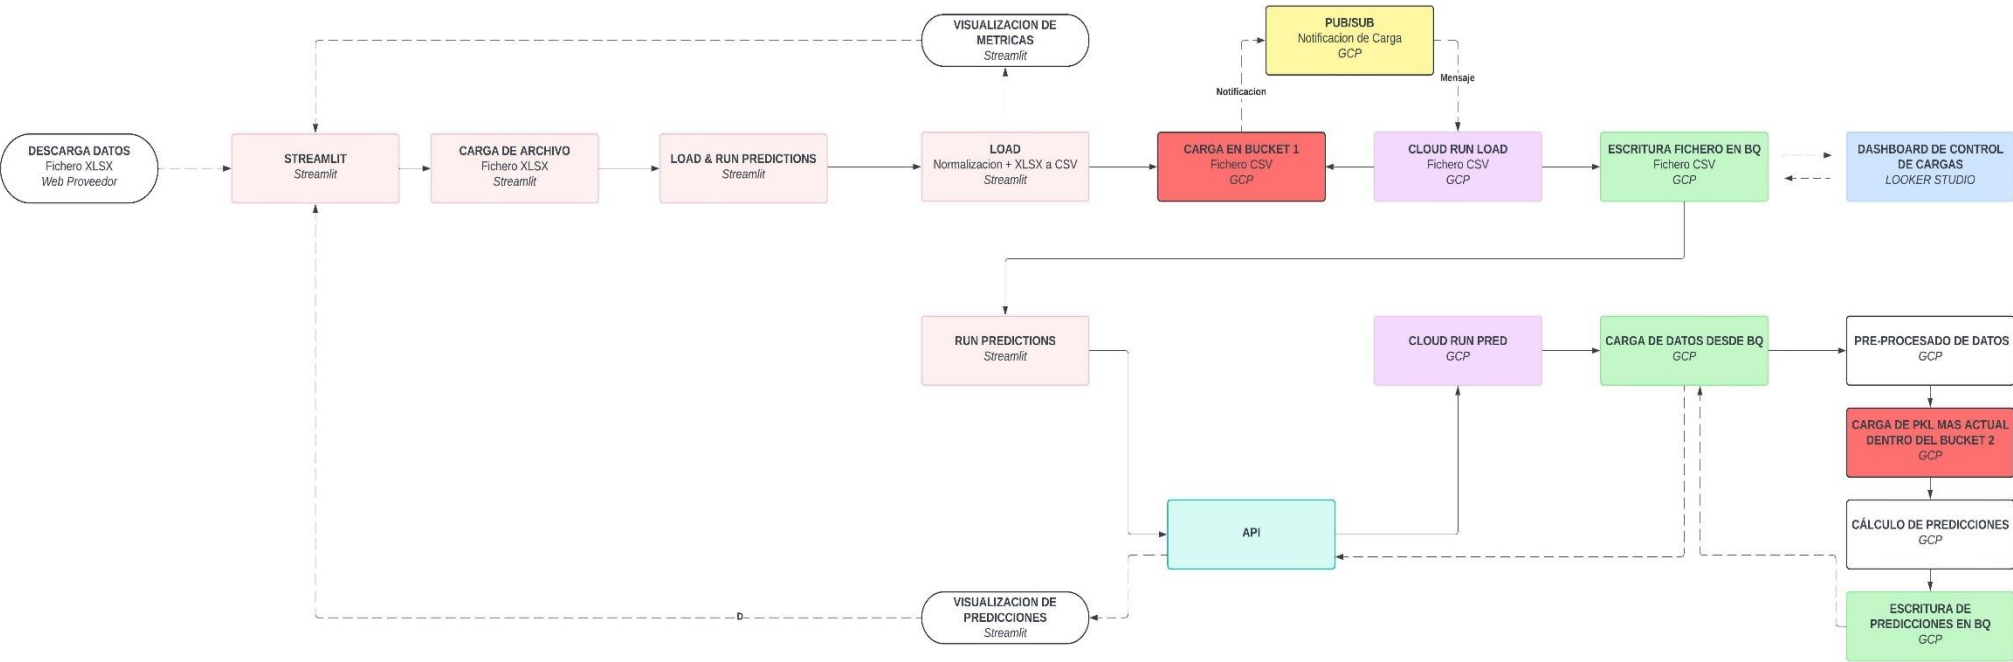 VISUALIZACION DE
METRICAS
Streamlit
PUB/SUB
Notificacion de Carga
GCP
Notificacion
Mensaje
DESCARGA DATOS
Fichero XLSX
Web Proveedor
STREAMLIT
Streamlit
CARGA DE ARCHIVO
Fichero XLSX
Streamlit
LOAD & RUN PREDICTIONS
Streamlit
LOAD
Normalizacion + XLSX a CSV
Streamlit
CARGA EN BUCKET 1
Fichero CSV
GCP
CLOUD RUN LOAD
Fichero CSV
GCP
ESCRITURA FICHERO EN BQ
Fichero CSV
GCP
DASHBOARD DE CONTROL
DE CARGAS
LOOKER STUDIO
RUN PREDICTIONS
Streamlit
CLOUD RUN PRED
GCP
CARGA DE DATOS DESDE BQ
GCP
PRE-PROCESADO DE DATOS
GCP
CARGA DE PKL MAS ACTUAL
DENTRO DEL BUCKET 2
GCP
API
CÁLCULO DE PREDICCIONES
GCP
VISUALIZACION DE
PREDICCIONES
Streamlit
D
ESCRITURA DE
PREDICCIONES EN BQ
GCP